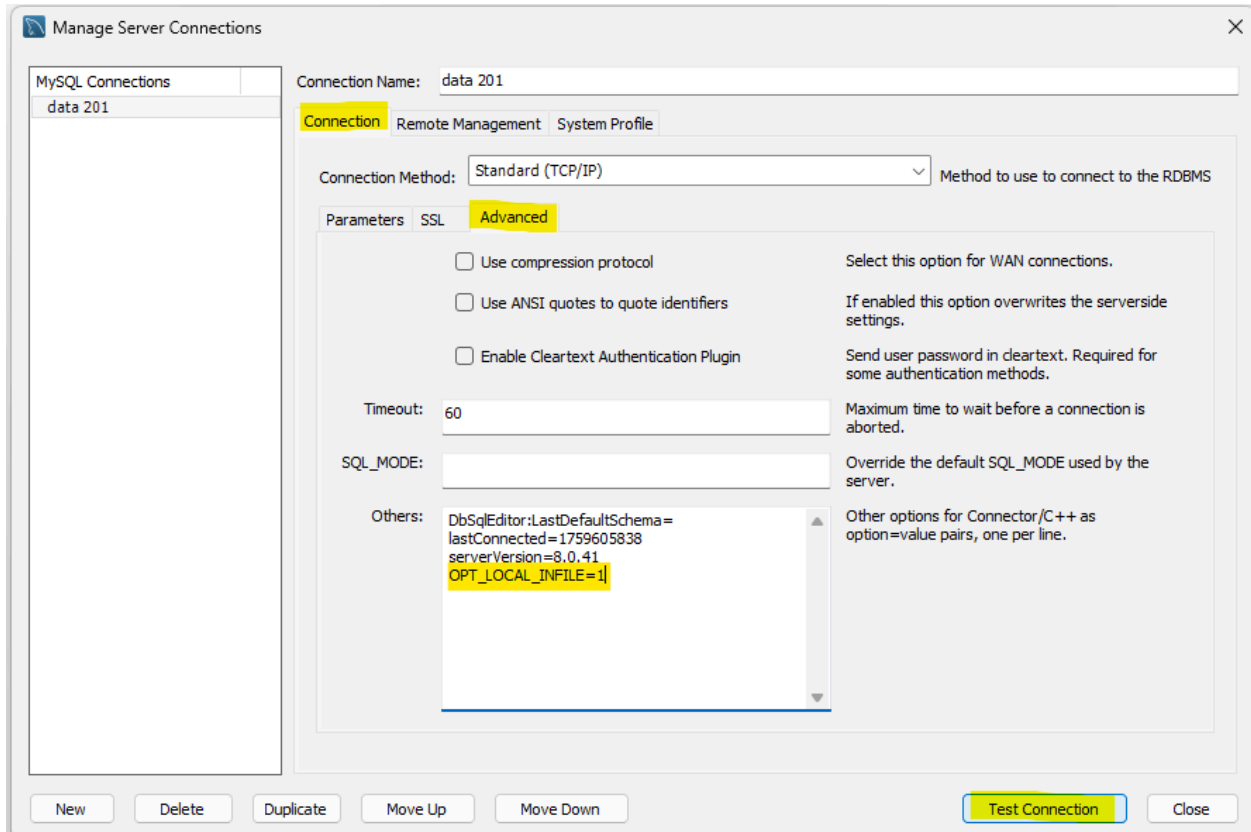 Manage Server Connections
MySQL Connections
data 201
Connection Name: data 201
Connection Remote Management System Profile
Connection Method: Standard (TCP/IP) Method to use to connect to the RDBMS
Parameters SSL Advanced
Use compression protocol Select this option for WAN connections.
Use ANSI quotes to quote identifiers If enabled this option overwrites the serverside
settings.
Enable Cleartext Authentication Plugin Send user password in cleartext. Required for
some authentication methods.
Timeout: 60 Maximum time to wait before a connection is
aborted.
SQL_MODE: Override the default SQL_MODE used by the
server.
Others: DbSqlEditor:LastDefaultSchema= Other options for Connector/C++ as
lastConnected=1759605838 option=value pairs, one per line.
serverVersion=8.0.41
OPT_LOCAL_INFILE=1
New Delete Duplicate Move Up Move Down Test Connection Close